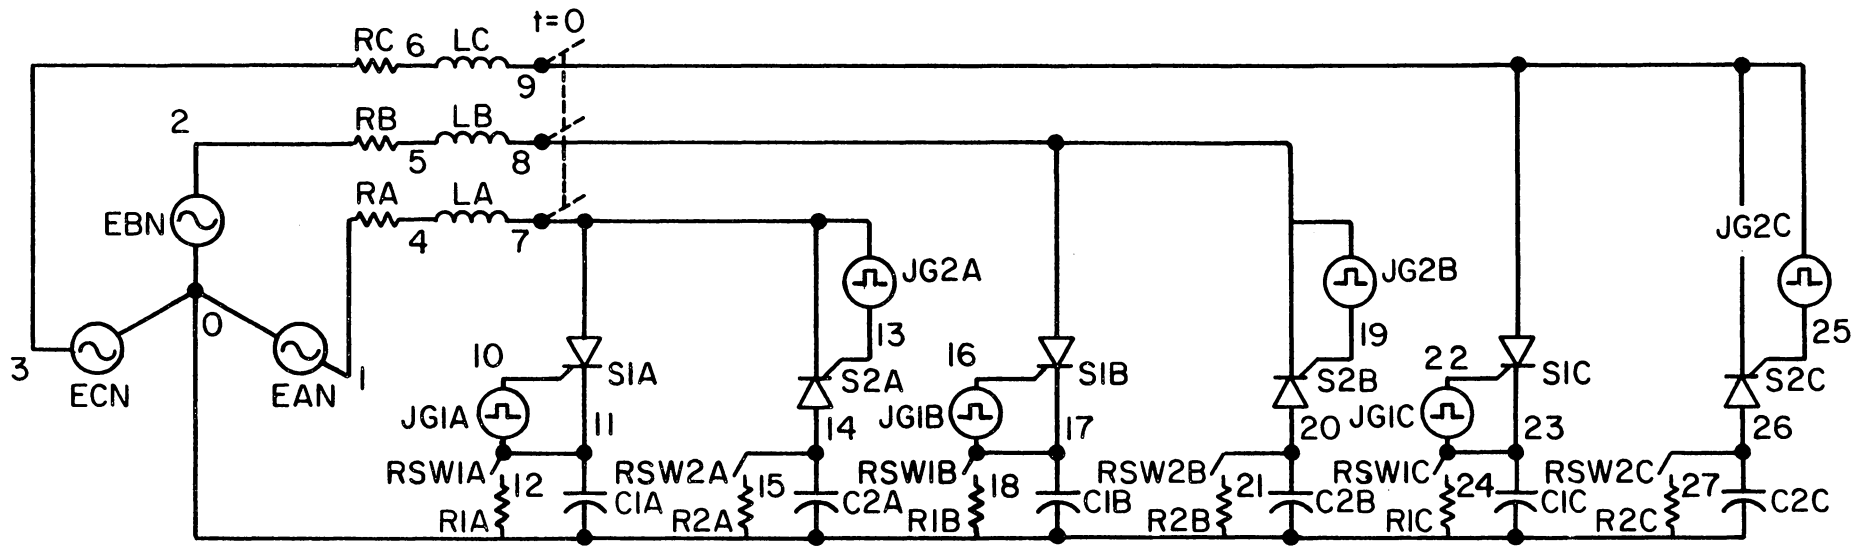 t=0
RC 6 LC
9
2
RB LB
5 8
RA LA
4 7
EBN
JG2C
JG2A JG2B
0
13 19 25
3 10 16 22
ECN EAN 1
S1A S2A S1B S2B S1C S2C
JG1A 11 14 JG1B 17 20 JG1C 23 26
RSW1A RSW2A RSW1B RSW2B RSW1C RSW2C
12 15 18 21 24 27
C1A C2A C1B C2B C1C C2C
R1A R2A R1B R2B R1C R2C